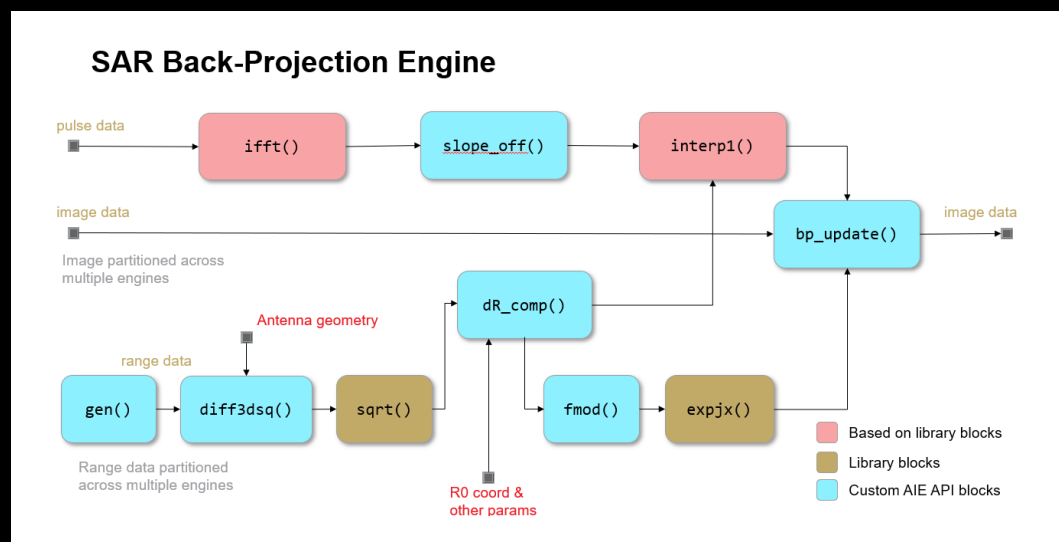 SAR Back-Projection Engine
pulse data
ifft()
slope_off()
interp1()
image data
bp_update()
image data
Image partitioned across
multiple engines
dR_comp()
Antenna geometry
range data
gen()
diff3dsq()
sqrt()
fmod()
expjx()
Range data partitioned
across multiple engines
R0 coord &
other params
Based on library blocks
Library blocks
Custom AIE API blocks